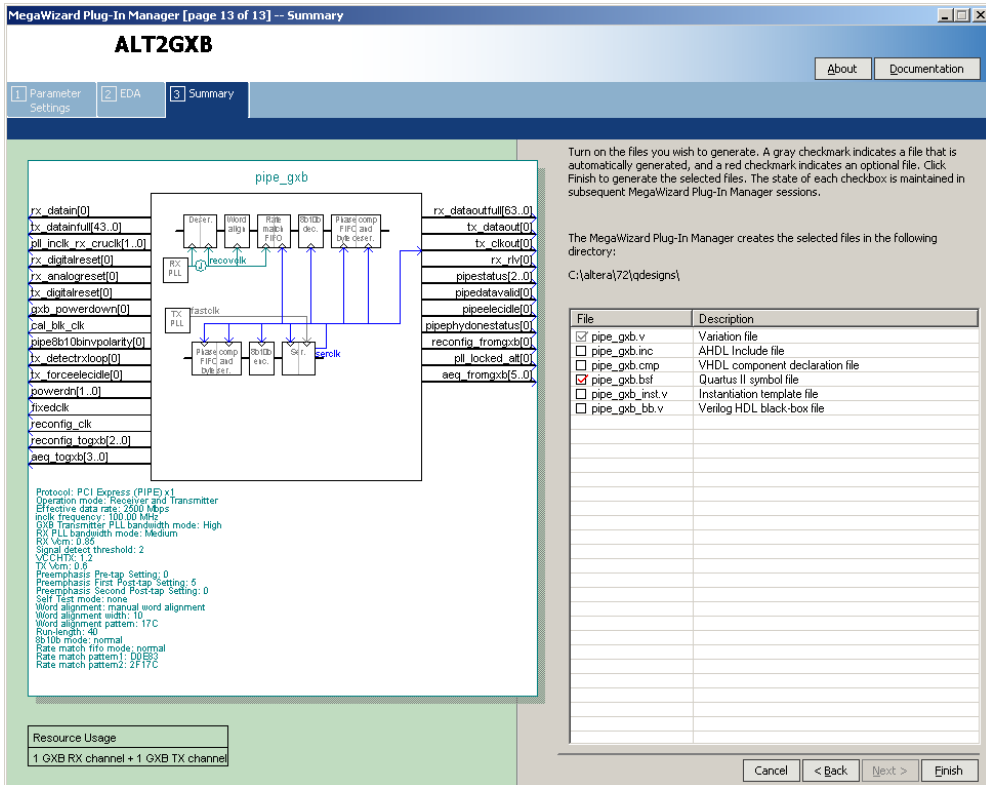 MegaWizard Plug-In Manager [page 13 of 13] -- Summary
ALT2GXB
About
Documentation
1 Parameter Settings
2 EDA
3 Summary
Turn on the files you wish to generate. A gray checkmark indicates a file that is
automatically generated, and a red checkmark indicates an optional file. Click
Finish to generate the selected files. The state of each checkbox is maintained in
subsequent MegaWizard Plug-In Manager sessions.
The MegaWizard Plug-In Manager creates the selected files in the following
directory:
C:\altera\72\qdesigns\
File Description
pipe_gxb.v Variation file
pipe_gxb.inc AHDL Include file
pipe_gxb.cmp VHDL component declaration file
pipe_gxb.bsf Quartus II symbol file
pipe_gxb_inst.v Instantiation template file
pipe_gxb_bb.v Verilog HDL black-box file
pipe_gxb
rx_datain[0]
tx_datainfull[43..0]
pll_inclk_rx_cruclk[1..0]
rx_digitalreset[0]
rx_analogreset[0]
tx_digitalreset[0]
gxb_powerdown[0]
cal_blk_clk
pipe8b10binvpolarity[0]
tx_detectrxloop[0]
tx_forceelecidle[0]
powerdn[1..0]
fixedclk
reconfig_clk
reconfig_togxb[2..0]
aeq_togxb[3..0]
Deser.
Word
align
Rate
match
FIFO
8b10b
dec.
Phase comp
FIFO and
byte deser.
RX
PLL
recovclk
TX
PLL
fastclk
Phase comp
FIFO and
byte ser.
8b10b
enc.
Ser.
serclk
rx_dataoutfull[63..0]
tx_dataout[0]
tx_clkout[0]
rx_rlv[0]
pipestatus[2..0]
pipedatavalid[0]
pipeelecidle[0]
pipephydonestatus[0]
reconfig_fromgxb[0]
pll_locked_alt[0]
aeq_fromgxb[5..0]
Protocol: PCI Express (PIPE) x1
Operation mode: Receiver and Transmitter
Effective data rate: 2500 Mbps
inclk frequency: 100.00 MHz
GXB Transmitter PLL bandwidth mode: High
RX PLL bandwidth mode: Medium
RX Vcm: 0.85
Signal detect threshold: 2
VCCHTX: 1.2
TX Vcm: 0.6
Preemphasis Pre-tap Setting: 0
Preemphasis First Post-tap Setting: 5
Preemphasis Second Post-tap Setting: 0
Self Test mode: none
Word alignment: manual word alignment
Word alignment width: 10
Word alignment pattern: 17C
Run-length: 40
8b10b mode: normal
Rate match fifo mode: normal
Rate match pattern1: D0E83
Rate match pattern2: 2F17C
Resource Usage
1 GXB RX channel + 1 GXB TX channel
Cancel
< Back
Next >
Finish